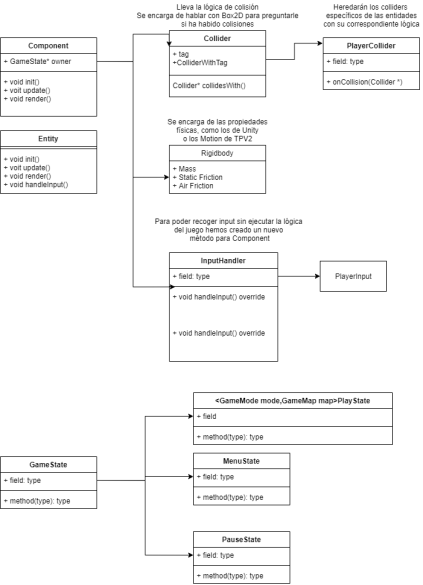 Lleva la lógica de colisión
Se encarga de hablar con Box2D para preguntarle
si ha habido colisiones
Heredarán los colliders
específicos de las entidades
con su correspondiente lógica
Component
+ GameState* owner
+ void init()
+ voit update()
+ void render()
Collider
+ tag
+ColliderWithTag
Collider* collidesWith()
PlayerCollider
+ field: type
+ onCollision(Collider *)
Entity
+ void init()
+ voit update()
+ void render()
+ void handleInput()
Se encarga de las propiedades
físicas, como los de Unity
o los Motion de TPV2
Rigidbody
+ Mass
+ Static Friction
+ Air Friction
Para poder recoger input sin ejecutar la lógica
del juego hemos creado un nuevo
método para Component
InputHandler
+ field: type
+ void handleInput() override
+ void handleInput() override
PlayerInput
<GameMode mode,GameMap map>PlayState
+ field
+ method(type): type
GameState
+ field: type
+ method(type): type
MenuState
+ field: type
+ method(type): type
PauseState
+ field: type
+ method(type): type